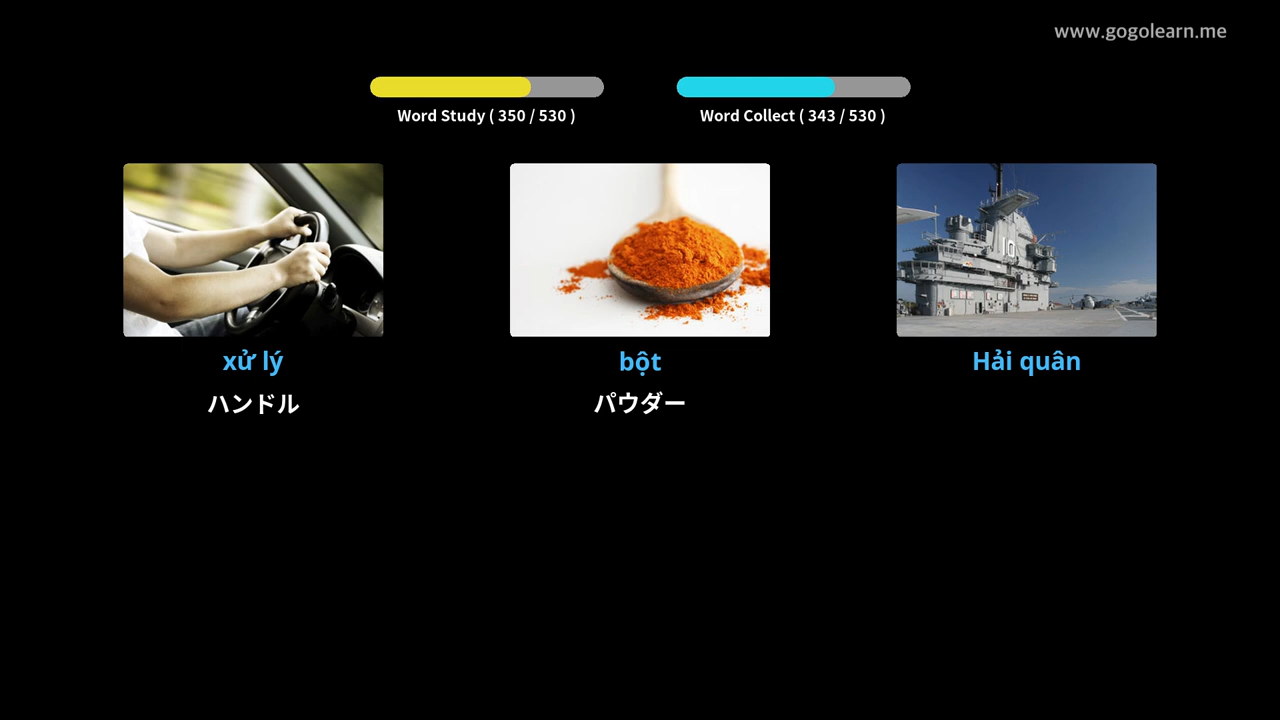 www.gogolearn.me
Word Study ( 350 / 530 )
Word Collect ( 343 / 530 )
xử lý
bột
Hải quân
ハンドル
パウダー
10